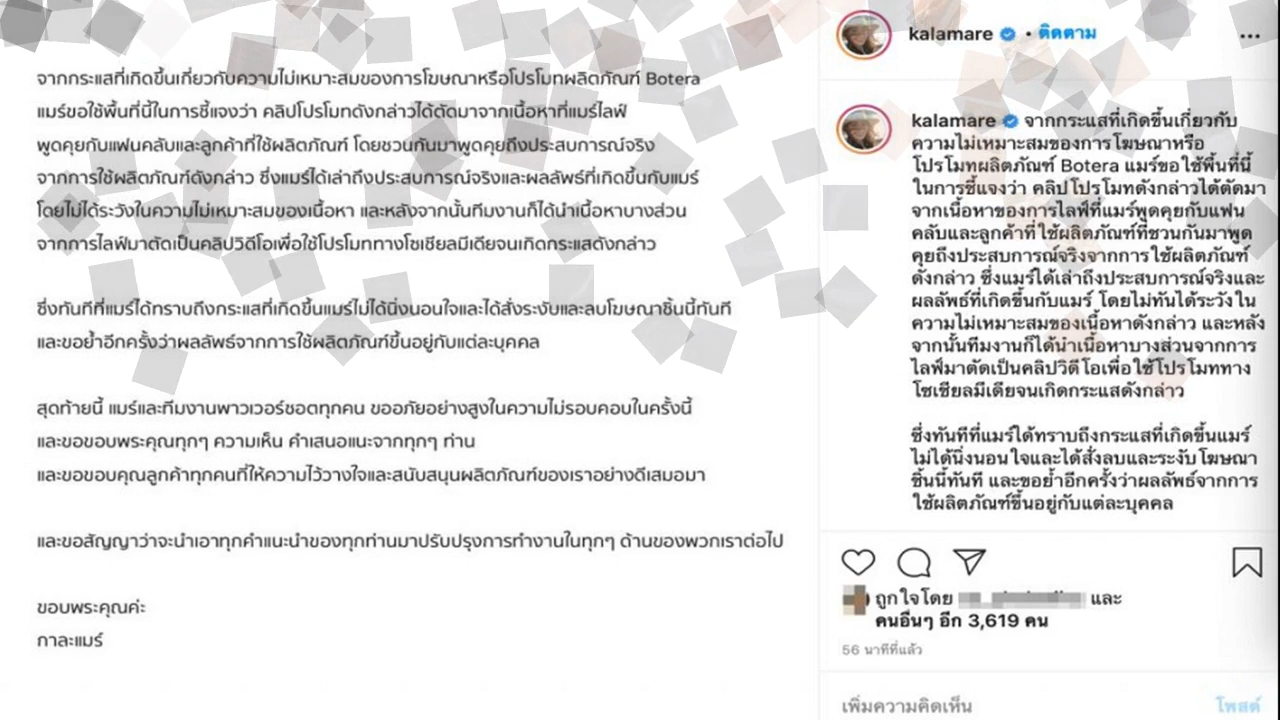 จากกระแสที่เกิดขึ้นเกี่ยวกับความไม่เหมาะสมของการโฆษณาหรือโปรโมทผลิตภัณฑ์ Botera
แมร์ขอใช้พื้นที่นี้ในการชี้แจงว่า คลิปโปรโมทดังกล่าวได้ตัดมาจากเนื้อหาที่แมร์ไลฟ์
พูดคุยกับแฟนคลับและลูกค้าที่ใช้ผลิตภัณฑ์ โดยชวนกันมาพูดคุยถึงประสบการณ์จริง
จากการใช้ผลิตภัณฑ์ดังกล่าว ซึ่งแมร์ได้เล่าถึงประสบการณ์จริงและผลลัพธ์ที่เกิดขึ้นกับแมร์
โดยไม่ได้ระวังในความไม่เหมาะสมของเนื้อหา และหลังจากนั้นทีมงานก็ได้นำเนื้อหาบางส่วน
จากการไลฟ์มาตัดเป็นคลิปวิดีโอเพื่อใช้โปรโมททางโซเชียลมีเดียจนเกิดกระแสดังกล่าว
ซึ่งทันทีที่แมร์ได้ทราบถึงกระแสที่เกิดขึ้นแมร์ไม่ได้นิ่งนอนใจและได้สั่งระงับและลบโฆษณาชิ้นนี้ทันที
และขอย้ำอีกครั้งว่าผลลัพธ์จากการใช้ผลิตภัณฑ์ขึ้นอยู่กับแต่ละบุคคล
สุดท้ายนี้ แมร์และทีมงานพาวเวอร์ชอตทุกคน ขออภัยอย่างสูงในความไม่รอบคอบในครั้งนี้
และขอขอบพระคุณทุกๆ ความเห็น คำเสนอแนะจากทุกๆ ท่าน
และขอขอบคุณลูกค้าทุกคนที่ให้ความไว้วางใจและสนับสนุนผลิตภัณฑ์ของเราอย่างดีเสมอมา
และขอสัญญาว่าจะนำเอาทุกคำแนะนำของทุกท่านมาปรับปรุงการทำงานในทุกๆ ด้านของพวกเราต่อไป
ขอบพระคุณค่ะ
กาละแมร์
kalamare • ติดตาม
kalamare จากกระแสที่เกิดขึ้นเกี่ยวกับ
ความไม่เหมาะสมของการโฆษณาหรือ
โปรโมทผลิตภัณฑ์ Botera แมร์ขอใช้พื้นที่นี้
ในการชี้แจงว่า คลิปโปรโมทดังกล่าวได้ตัดมา
จากเนื้อหาของการไลฟ์ที่แมร์พูดคุยกับแฟน
คลับและลูกค้าที่ใช้ผลิตภัณฑ์ที่ชวนกันมาพูด
คุยถึงประสบการณ์จริงจากการใช้ผลิตภัณฑ์
ดังกล่าว ซึ่งแมร์ได้เล่าถึงประสบการณ์จริงและ
ผลลัพธ์ที่เกิดขึ้นกับแมร์ โดยไม่ทันได้ระวังใน
ความไม่เหมาะสมของเนื้อหาดังกล่าว และหลัง
จากนั้นทีมงานก็ได้นำเนื้อหาบางส่วนจากการ
ไลฟ์มาตัดเป็นคลิปวิดีโอเพื่อใช้โปรโมททาง
โซเชียลมีเดียจนเกิดกระแสดังกล่าว
ซึ่งทันทีที่แมร์ได้ทราบถึงกระแสที่เกิดขึ้นแมร์
ไม่ได้นิ่งนอนใจและได้สั่งลบและระงับโฆษณา
ชิ้นนี้ทันที และขอย้ำอีกครั้งว่าผลลัพธ์จากการ
ใช้ผลิตภัณฑ์ขึ้นอยู่กับแต่ละบุคคล
ถูกใจโดย และ
คนอื่นๆ อีก 3,619 คน
56 นาทีที่แล้ว
เพิ่มความคิดเห็น โพสต์